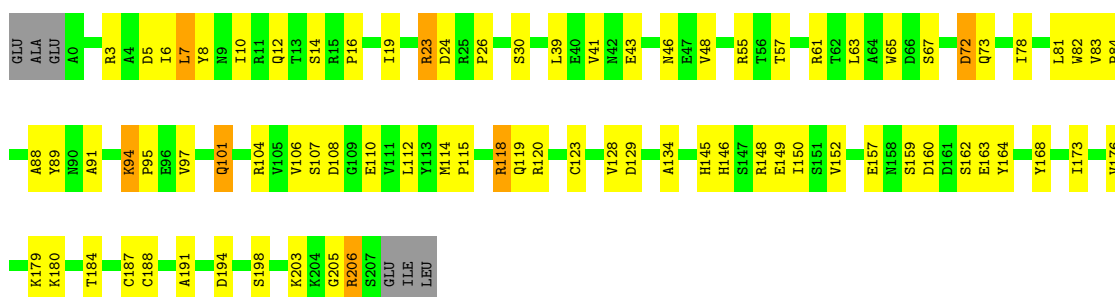 GLU ALA GLU A0 R3 A4 D5 I6 L7 Y8 N9 I10 R11 Q12 T13 S14 R15 P16 I19 R23 D24 R25 P26 S30 L39 E40 V41 N42 E43 N46 E47 V48 R55 T56 T57 R61 T62 L63 A64 W65 D66 S67 D72 Q73 I78 L81 W82 V83
A88 Y89 N90 A91 K94 P95 E96 V97 Q101 R104 V105 V106 S107 D108 G109 E110 V111 L112 Y113 M114 P115 R118 Q119 R120 C123 V128 D129 A134 H145 H146 S147 R148 E149 I150 S151 V152 E157 N158 S159 D160 D161 S162 E163 Y164 Y168 I173 V176
K179 K180 T184 C187 C188 A191 D194 S198 K203 K204 G205 R206 S207 GLU ILE LEU